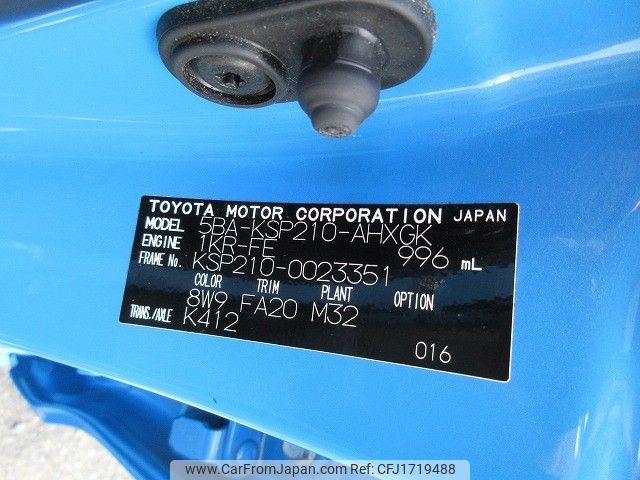 TOYOTA MOTOR CORPORATION JAPAN
MODEL 5BA-KSP210-AHXGK
ENGINE 1KR-FE 996 mL
FRAME No. KSP210-0023351
COLOR TRIM PLANT OPTION
8W9 FA20 M32
TRANS./AXLE K412
016
www.CarFromJapan.com CFJ1719488